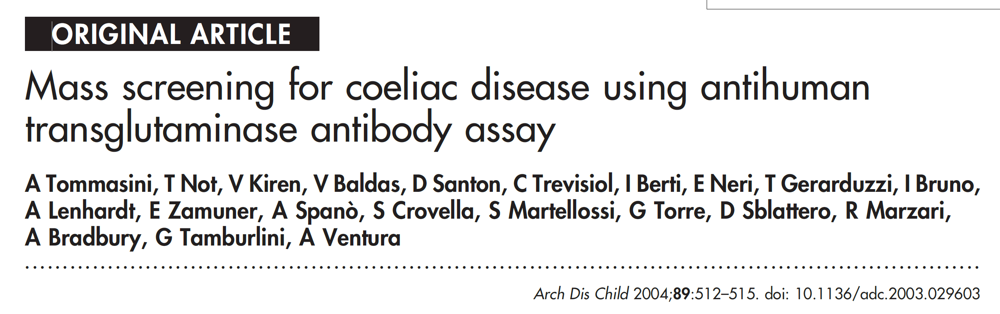 ORIGINAL ARTICLE
Mass screening for coeliac disease using antihuman
transglutaminase antibody assay
A Tommasini, T Not, V Kiren, V Baldas, D Santon, C Trevisiol, I Berti, E Neri, T Gerarduzzi, I Bruno,
A Lenhardt, E Zamuner, A Spanò, S Crovella, S Martellossi, G Torre, D Sblattero, R Marzari,
A Bradbury, G Tamburlini, A Ventura
Arch Dis Child 2004;89:512–515. doi: 10.1136/adc.2003.029603